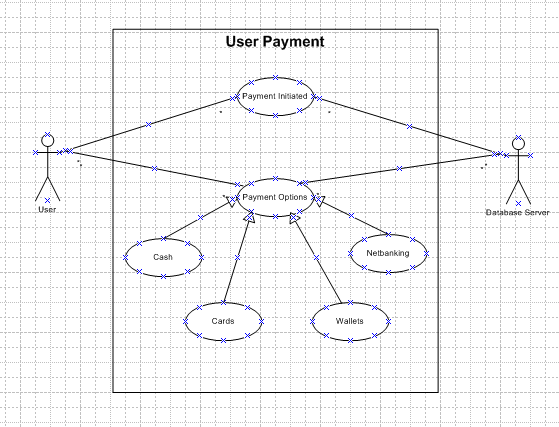 User Payment
Payment Initiated
User
Payment Options
Database Server
Cash
Netbanking
Cards
Wallets